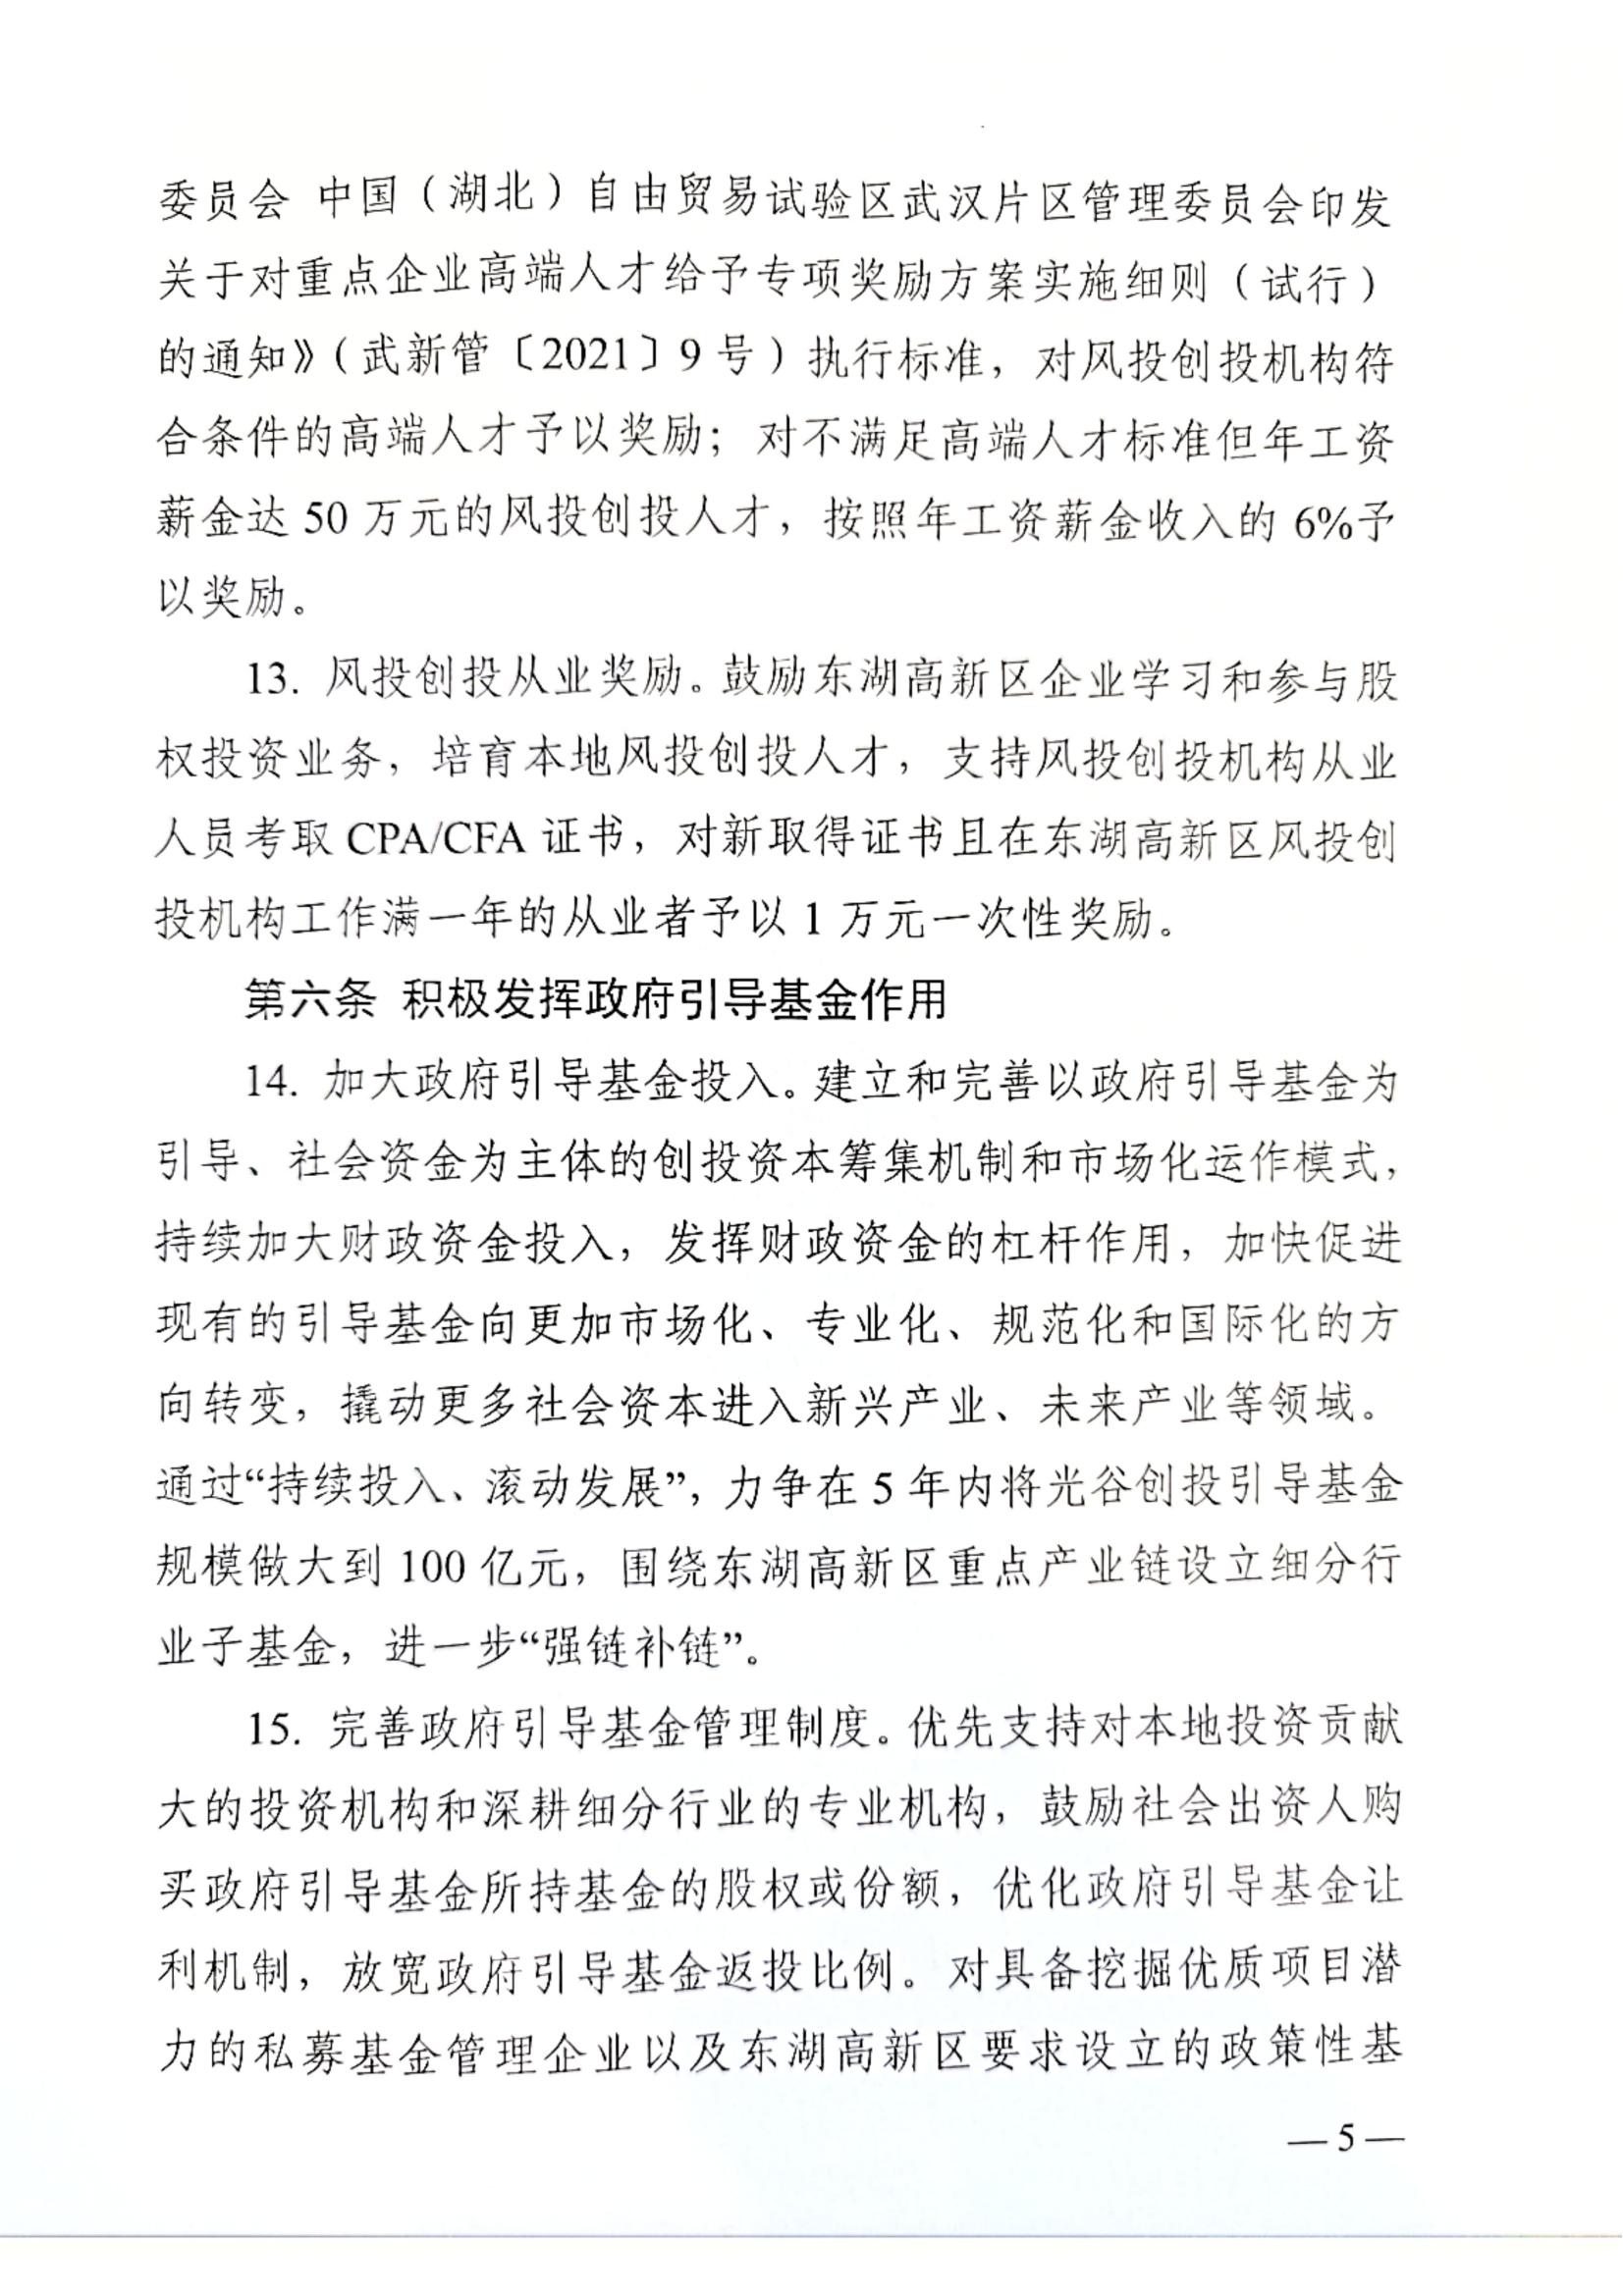 委员会 中国（湖北）自由贸易试验区武汉片区管理委员会印发
关于对重点企业高端人才给予专项奖励方案实施细则（试行）
的通知》（武新管〔2021〕9 号）执行标准，对风投创投机构符
合条件的高端人才予以奖励；对不满足高端人才标准但年工资
薪金达 50 万元的风投创投人才，按照年工资薪金收入的 6%予
以奖励。
13. 风投创投从业奖励。鼓励东湖高新区企业学习和参与股
权投资业务，培育本地风投创投人才，支持风投创投机构从业
人员考取 CPA/CFA 证书，对新取得证书且在东湖高新区风投创
投机构工作满一年的从业者予以 1 万元一次性奖励。
第六条 积极发挥政府引导基金作用
14. 加大政府引导基金投入。建立和完善以政府引导基金为
引导、社会资金为主体的创投资本筹集机制和市场化运作模式，
持续加大财政资金投入，发挥财政资金的杠杆作用，加快促进
现有的引导基金向更加市场化、专业化、规范化和国际化的方
向转变，撬动更多社会资本进入新兴产业、未来产业等领域。
通过“持续投入、滚动发展”，力争在 5 年内将光谷创投引导基金
规模做大到 100 亿元，围绕东湖高新区重点产业链设立细分行
业子基金，进一步“强链补链”。
15. 完善政府引导基金管理制度。优先支持对本地投资贡献
大的投资机构和深耕细分行业的专业机构，鼓励社会出资人购
买政府引导基金所持基金的股权或份额，优化政府引导基金让
利机制，放宽政府引导基金返投比例。对具备挖掘优质项目潜
力的私募基金管理企业以及东湖高新区要求设立的政策性基
— 5 —